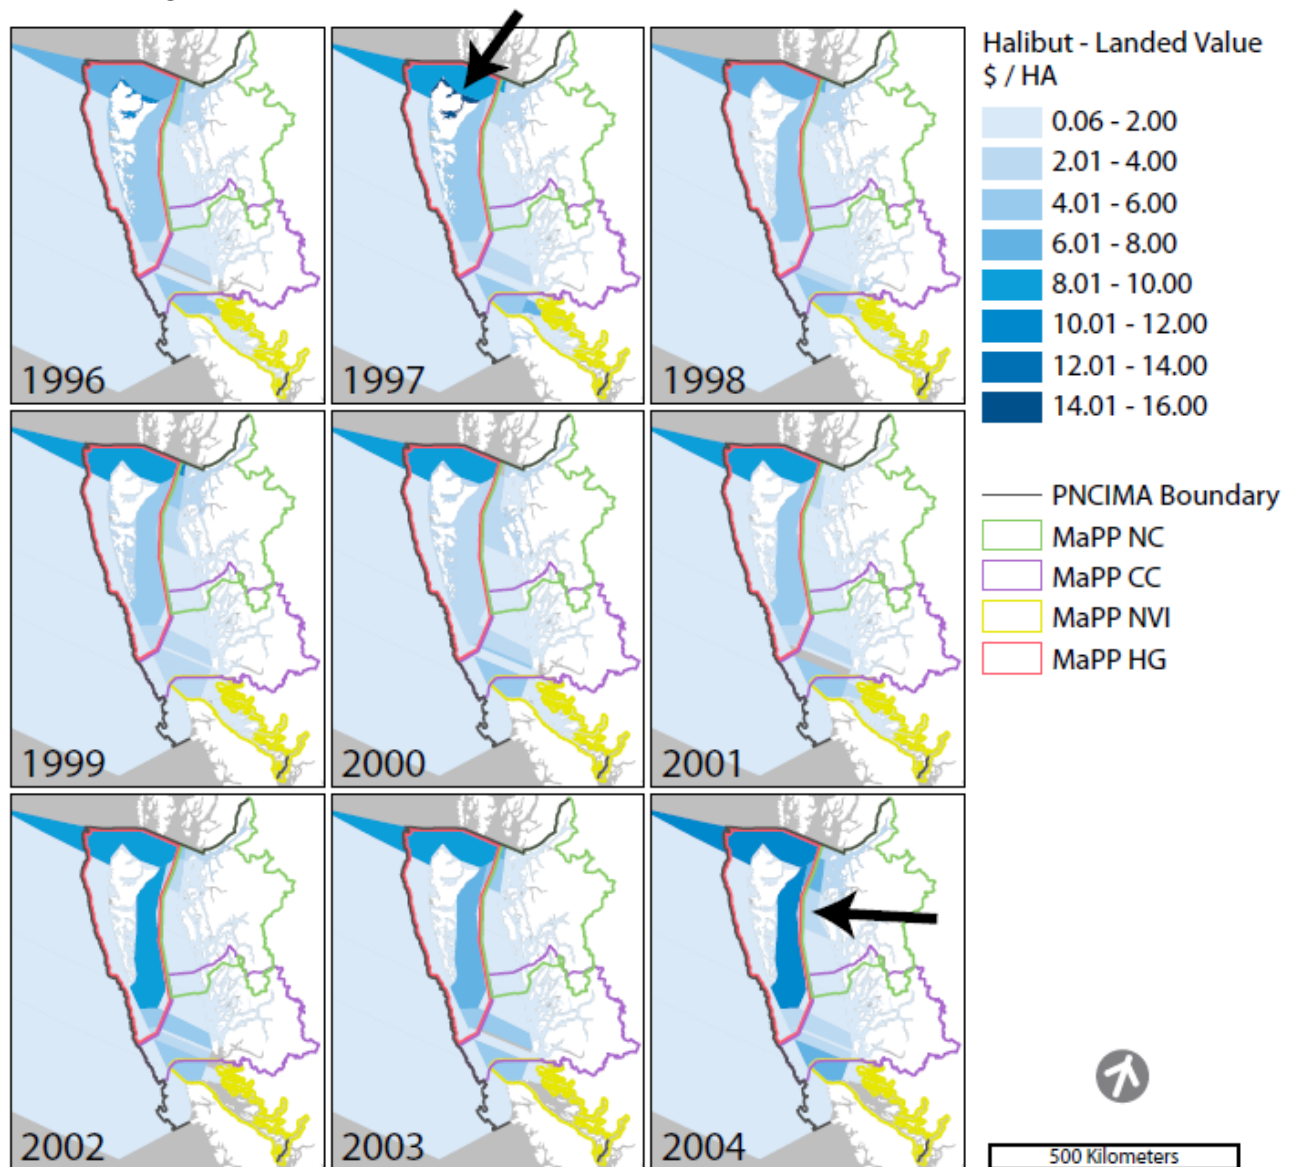 1996
1997
1998
Halibut - Landed Value
$ / HA
0.06 - 2.00
2.01 - 4.00
4.01 - 6.00
6.01 - 8.00
8.01 - 10.00
10.01 - 12.00
12.01 - 14.00
14.01 - 16.00
PNCIMA Boundary
MaPP NC
MaPP CC
MaPP NVI
MaPP HG
1999
2000
2001
2002
2003
2004
500 Kilometers